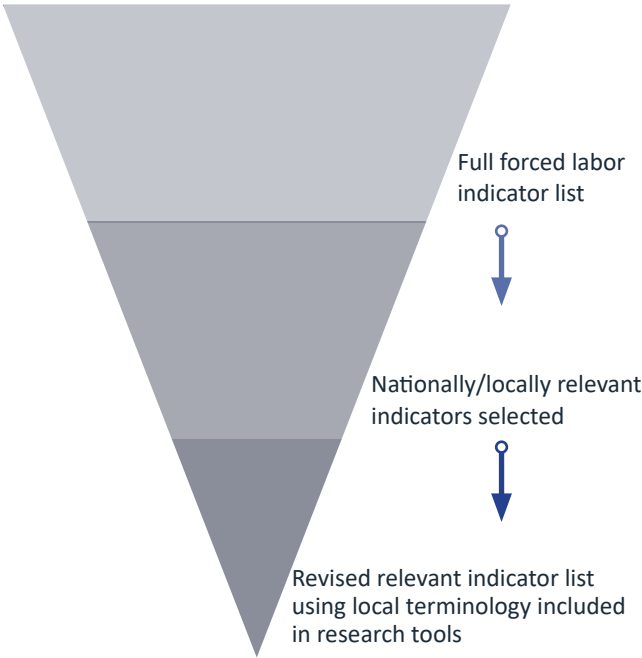 Full forced labor
indicator list
Nationally/locally relevant
indicators selected
Revised relevant indicator list
using local terminology included
in research tools